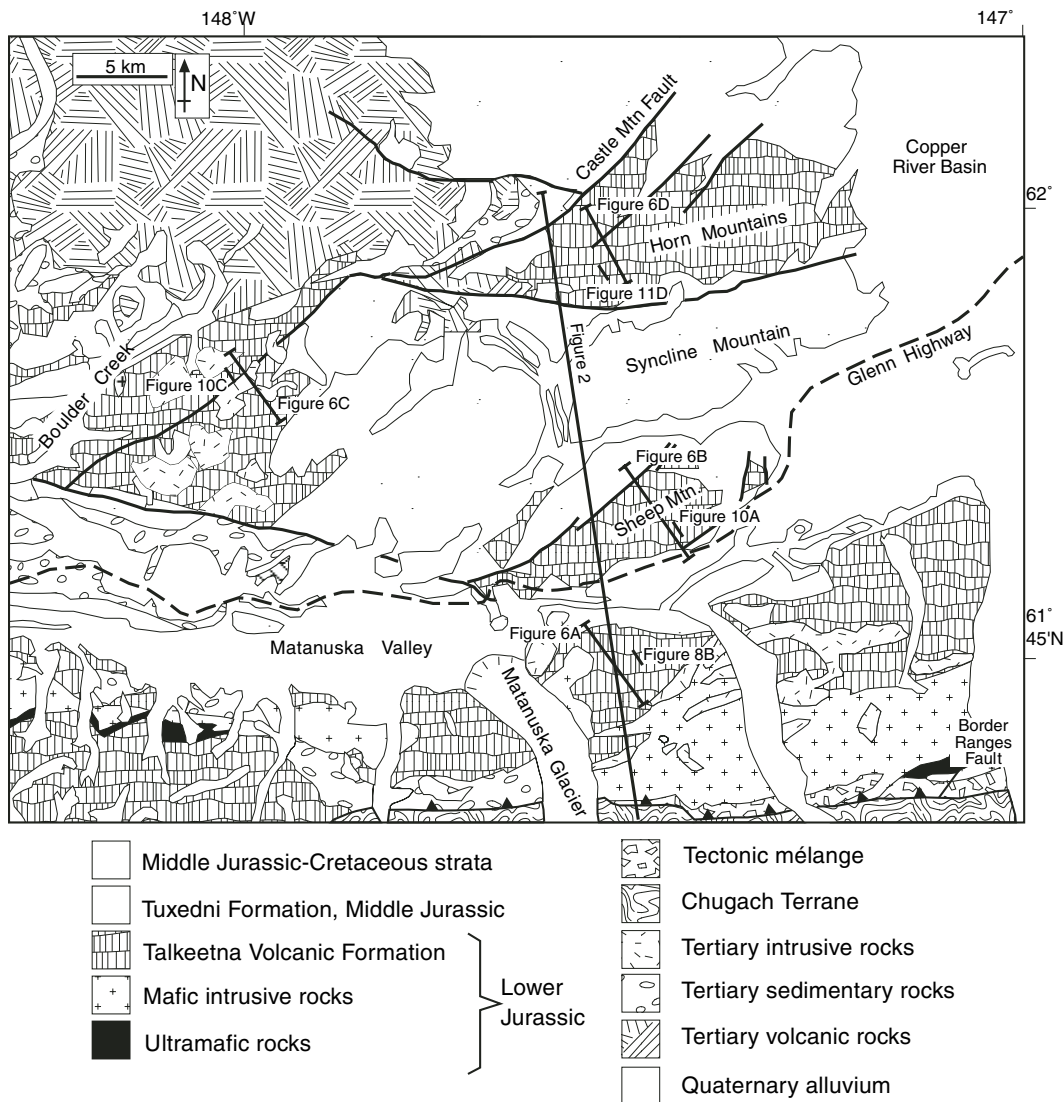 148°W
147°
5 km
N
Castle Mtn Fault
Copper
River Basin
62°
Figure 6D
Horn Mountains
Figure 11D
Figure 2
Syncline Mountain
Glenn Highway
Boulder Creek
Figure 10C
Figure 6C
Figure 6B
Sheep Mtn.
Figure 10A
61°
45'N
Figure 6A
Figure 8B
Matanuska Valley
Matanuska Glacier
Border
Ranges
Fault
Middle Jurassic-Cretaceous strata
Tuxedni Formation, Middle Jurassic
Talkeetna Volcanic Formation
Mafic intrusive rocks
Ultramafic rocks
Lower
Jurassic
Tectonic mélange
Chugach Terrane
Tertiary intrusive rocks
Tertiary sedimentary rocks
Tertiary volcanic rocks
Quaternary alluvium